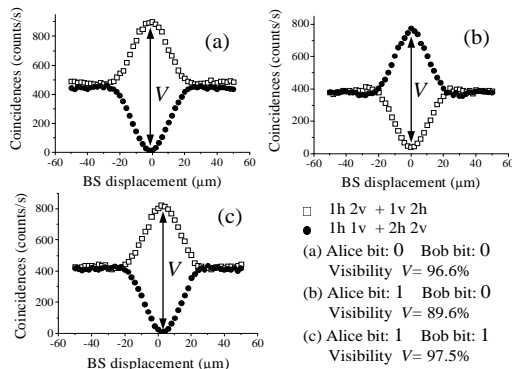 Coincidences (counts/s)
800
600
400
200
0
(a)
V
-60 -40 -20 0 20 40 60
BS displacement (μm)
Coincidences (counts/s)
800
600
400
200
0
(b)
V
-60 -40 -20 0 20 40 60
BS displacement (μm)
Coincidences (counts/s)
800
600
400
200
0
(c)
V
-60 -40 -20 0 20 40 60
BS displacement (μm)
□ 1h 2v + 1v 2h
● 1h 1v + 2h 2v
(a) Alice bit: 0 Bob bit: 0
Visibility V= 96.6%
(b) Alice bit: 1 Bob bit: 0
Visibility V= 89.6%
(c) Alice bit: 1 Bob bit: 1
Visibility V= 97.5%